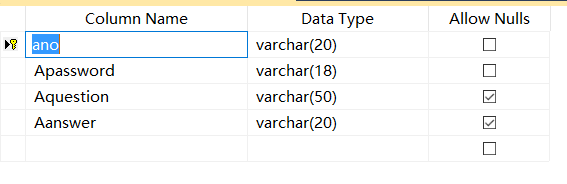 Column Name Data Type Allow Nulls
ano varchar(20)
Apassword varchar(18)
Aquestion varchar(50)
Aanswer varchar(20)